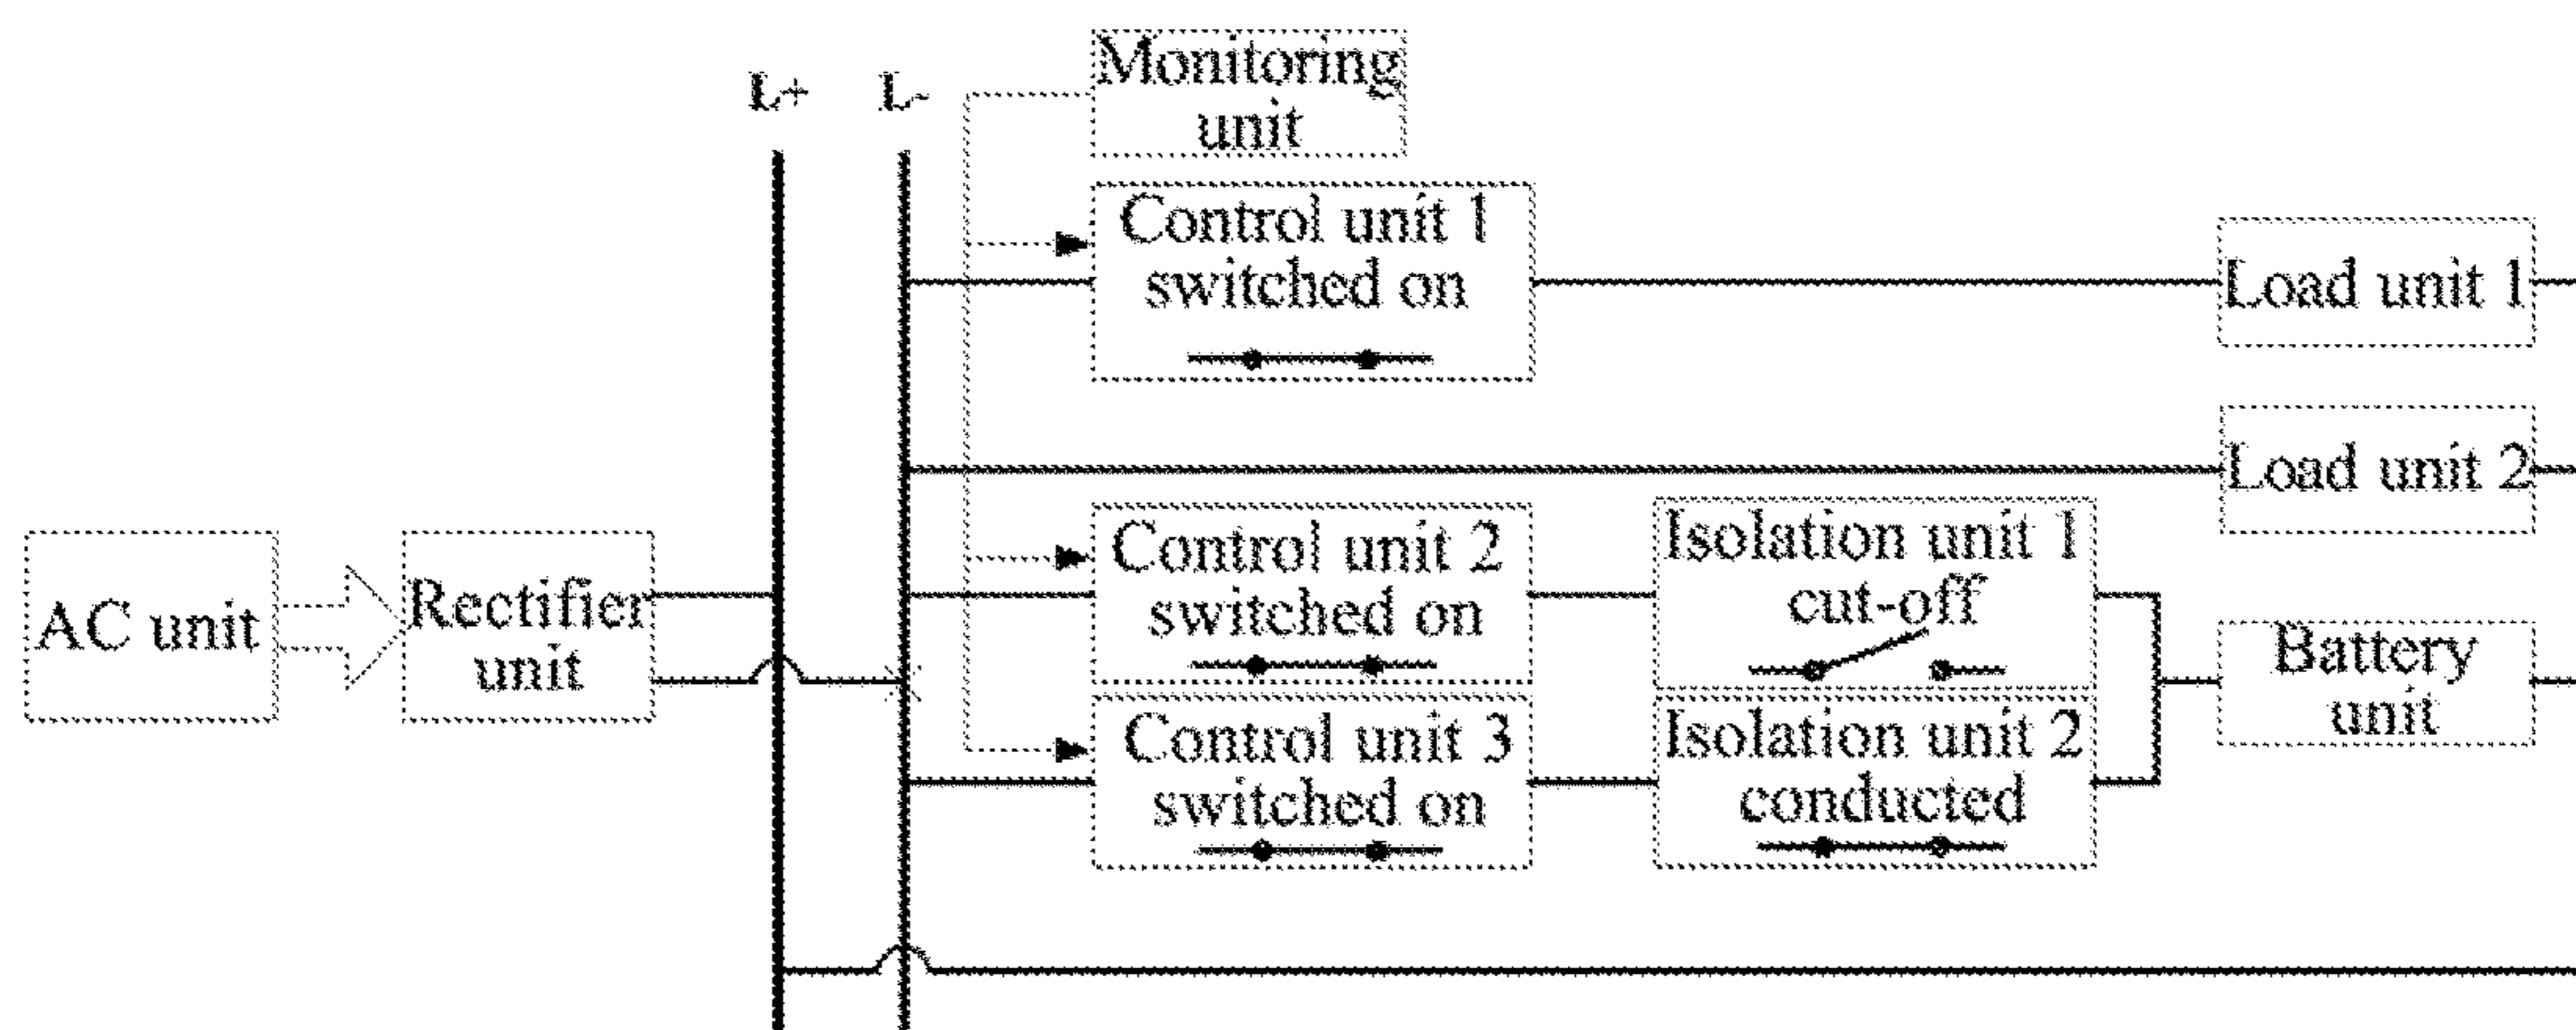 L+
L-
Monitoring
unit
Control unit 1
switched on
Load unit 1
Load unit 2
AC unit
Rectifier
unit
Control unit 2
switched on
Isolation unit 1
cut-off
Battery
unit
Control unit 3
switched on
Isolation unit 2
conducted